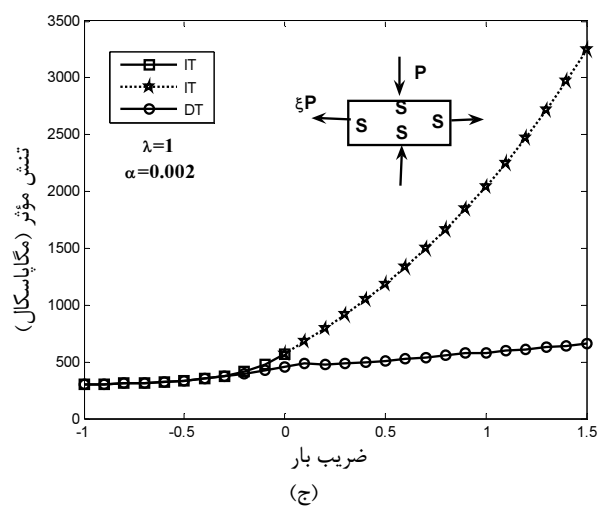 3500
3000
2500
2000
1500
1000
500
0
-1
-0.5
0
0.5
1
1.5
IT
IT
DT
λ=1
α=0.002
P
ξP
S
S
S
S
تنش مؤثر (مگاپاسکال)
ضریب بار
(ج)